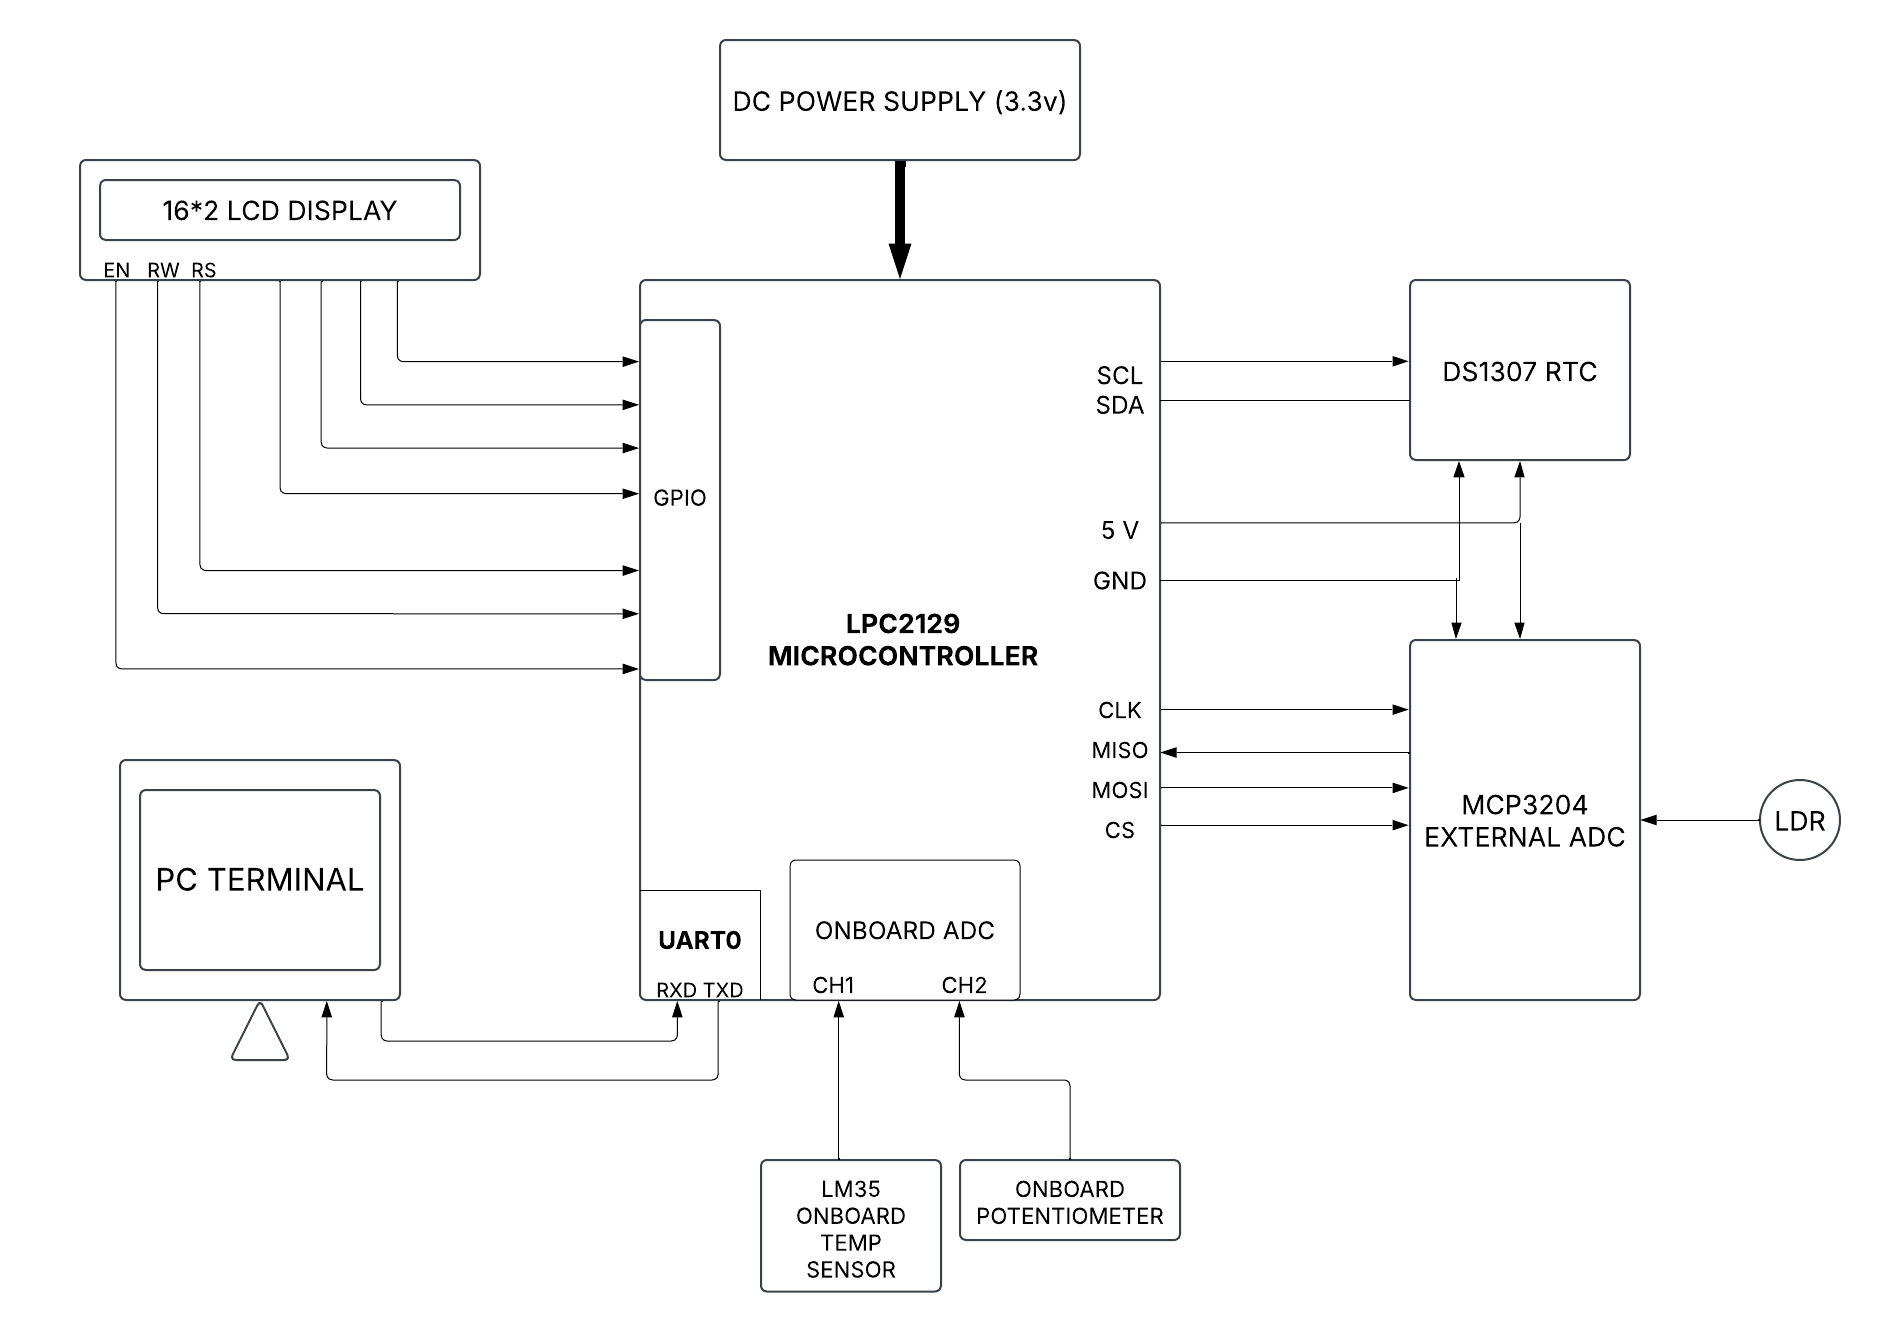 DC POWER SUPPLY (3.3v)
16*2 LCD DISPLAY
EN RW RS
GPIO
LPC2129
MICROCONTROLLER
SCL
SDA
5 V
GND
CLK
MISO
MOSI
CS
DS1307 RTC
MCP3204
EXTERNAL ADC
LDR
PC TERMINAL
UART0
RXD TXD
ONBOARD ADC
CH1 CH2
LM35
ONBOARD
TEMP
SENSOR
ONBOARD
POTENTIOMETER